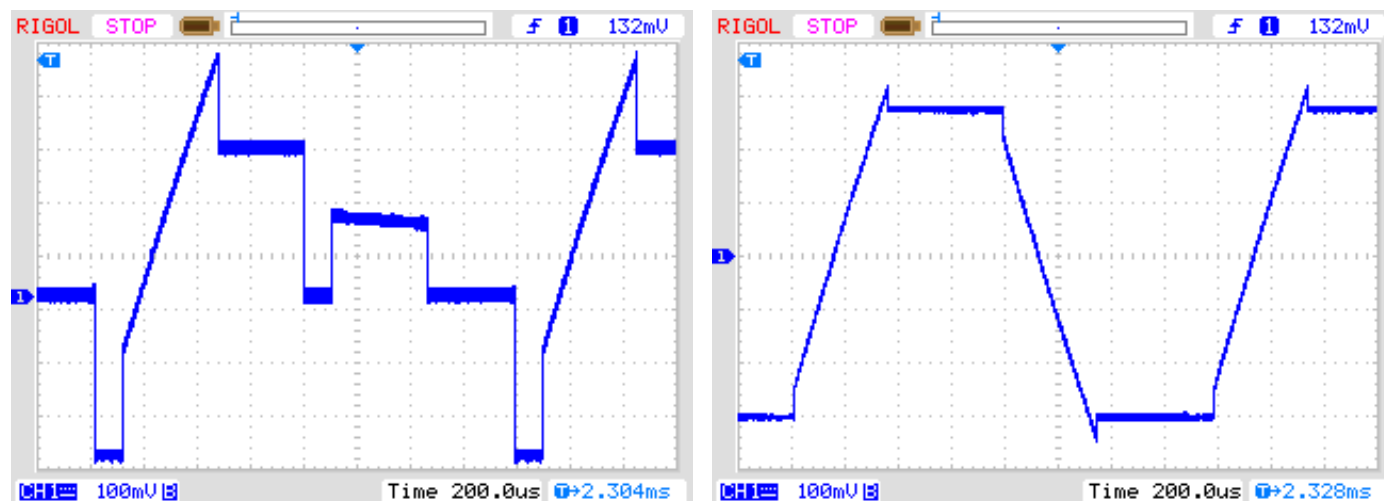 RIGOL STOP 1 132mV
T
1
CH1 100mV B Time 200.0us T→2.304ms
RIGOL STOP 1 132mV
T
1
CH1 100mV B Time 200.0us T→2.328ms